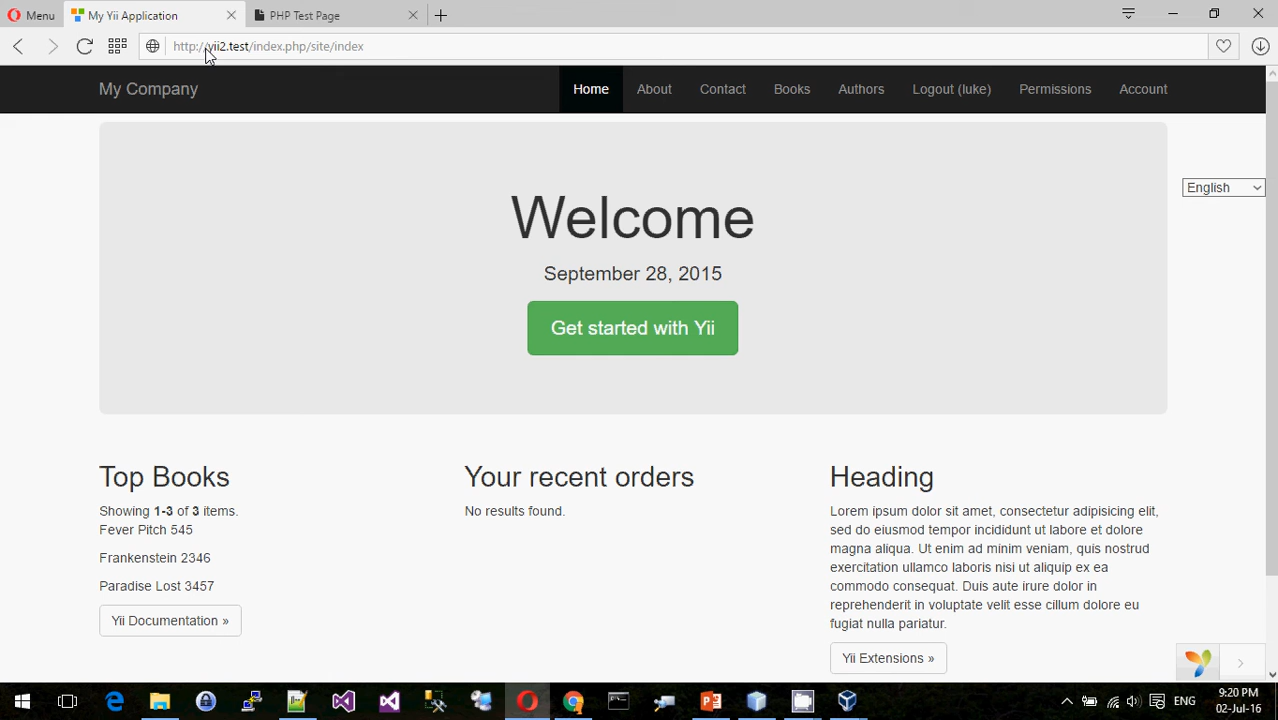 Menu
My Yii Application
PHP Test Page
http://yii2.test/index.php/site/index
My Company
Home
About
Contact
Books
Authors
Logout (luke)
Permissions
Account
English
Welcome
September 28, 2015
Get started with Yii
Top Books
Showing 1-3 of 3 items.
Fever Pitch 545
Frankenstein 2346
Paradise Lost 3457
Yii Documentation »
Your recent orders
No results found.
Heading
Lorem ipsum dolor sit amet, consectetur adipisicing elit,
sed do eiusmod tempor incididunt ut labore et dolore
magna aliqua. Ut enim ad minim veniam, quis nostrud
exercitation ullamco laboris nisi ut aliquip ex ea
commodo consequat. Duis aute irure dolor in
reprehenderit in voluptate velit esse cillum dolore eu
fugiat nulla pariatur.
Yii Extensions »
ENG
9:20 PM
02-Jul-16